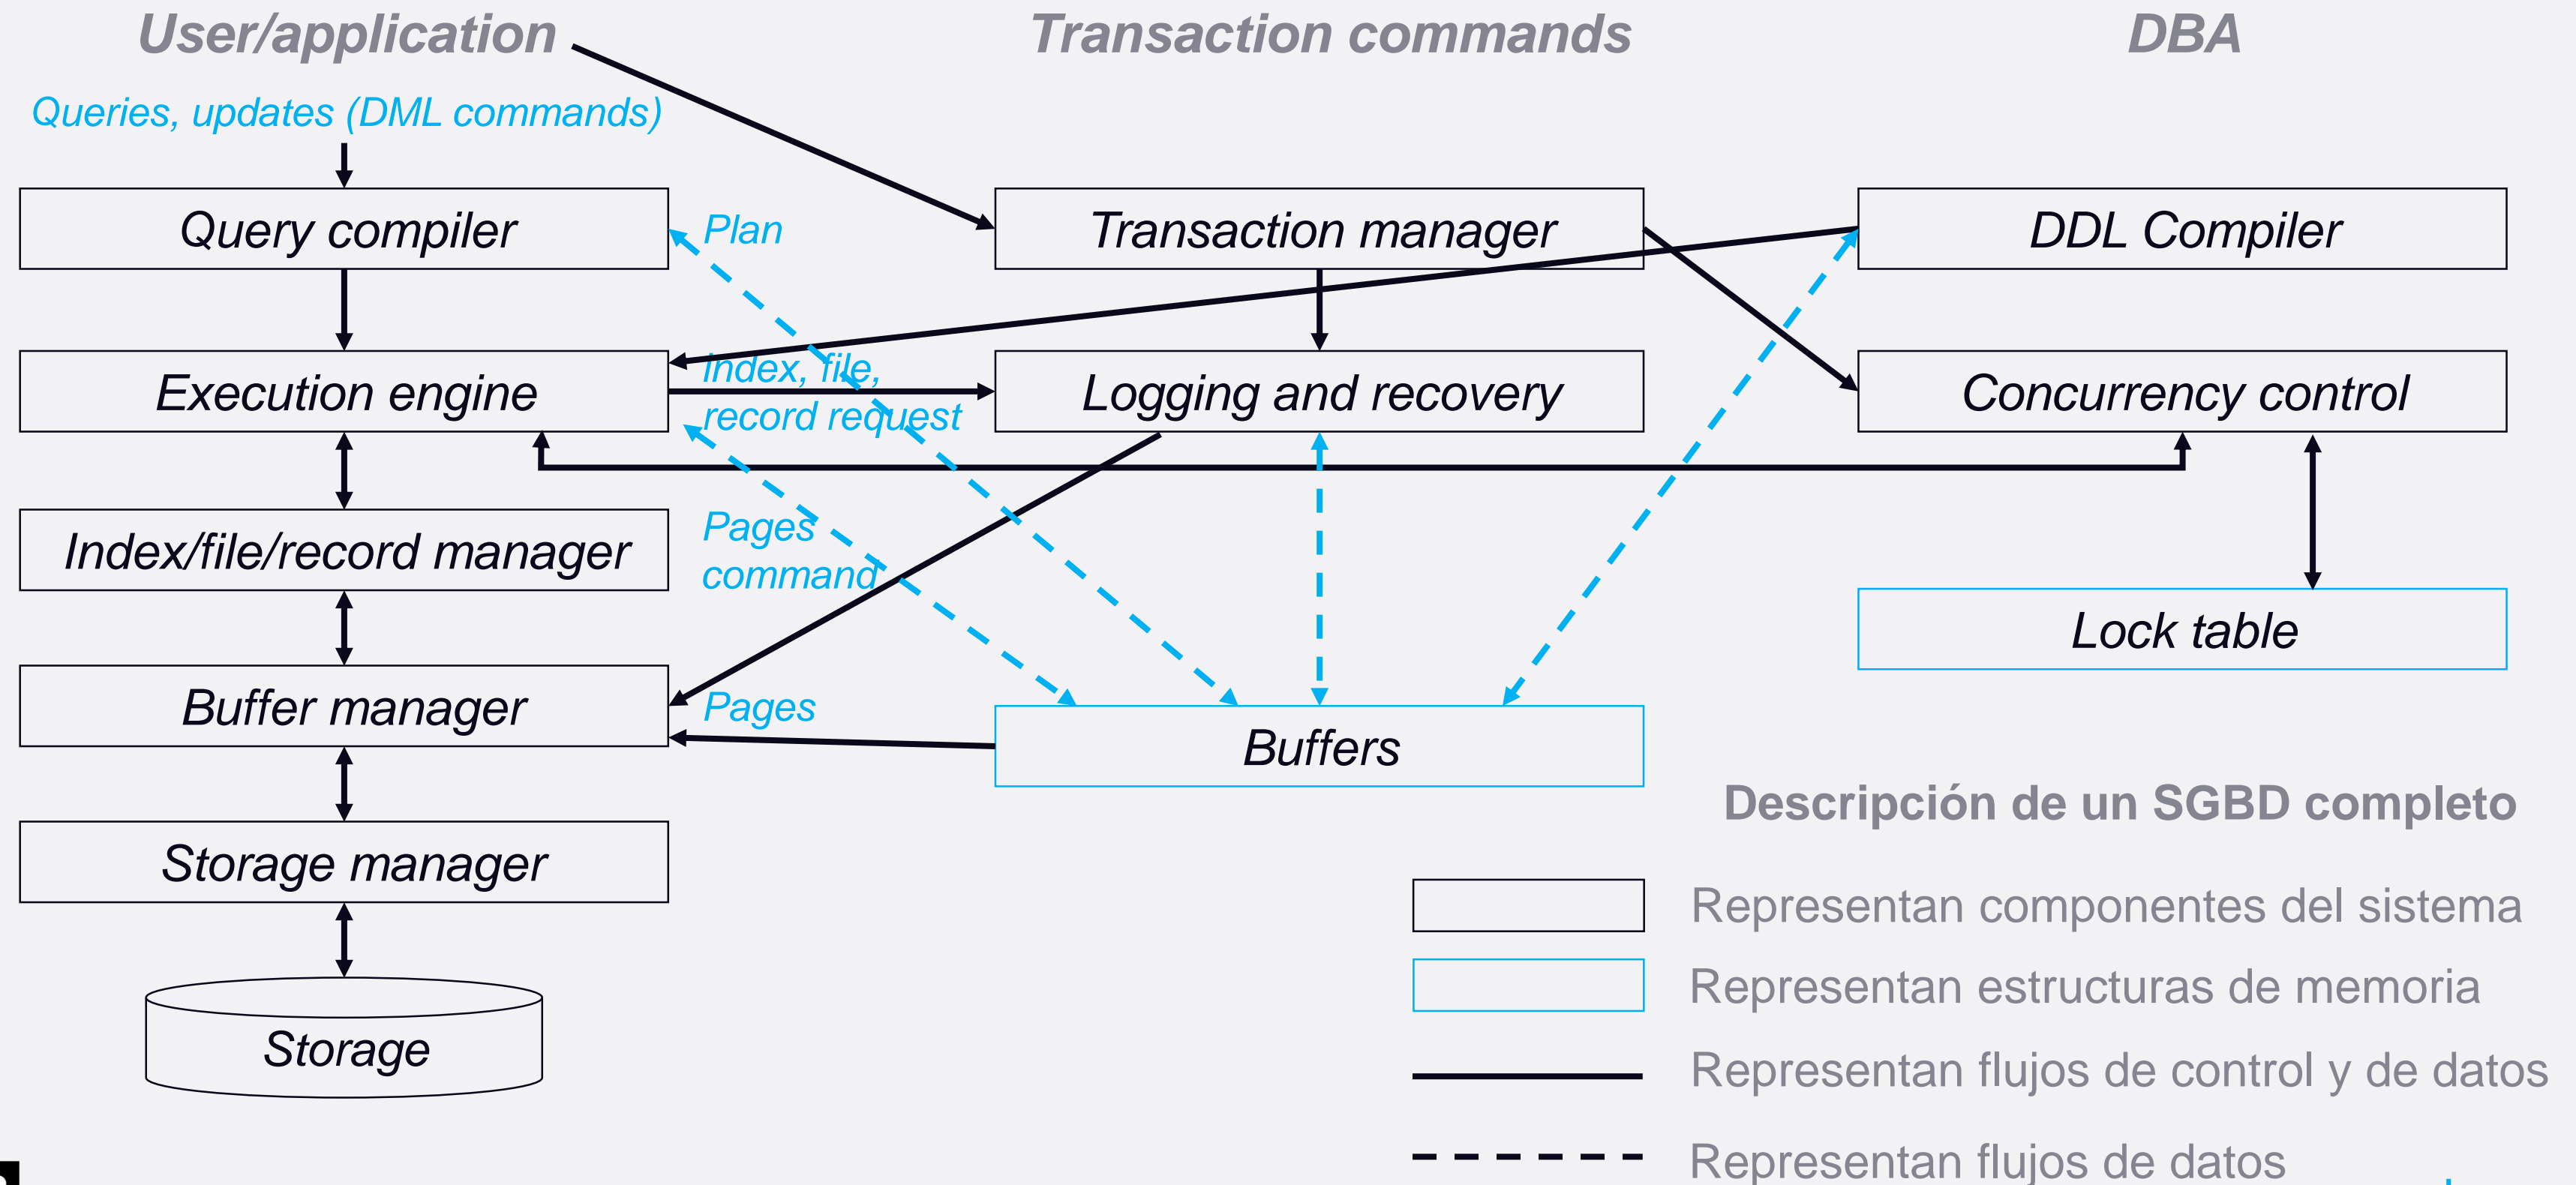 User/application
Transaction commands
DBA
Queries, updates (DML commands)
Query compiler
Plan
Transaction manager
DDL Compiler
Execution engine
index, file,
record request
Logging and recovery
Concurrency control
Index/file/record manager
Pages
command
Lock table
Buffer manager
Pages
Buffers
Storage manager
Storage
Descripción de un SGBD completo
Representan componentes del sistema
Representan estructuras de memoria
Representan flujos de control y de datos
Representan flujos de datos